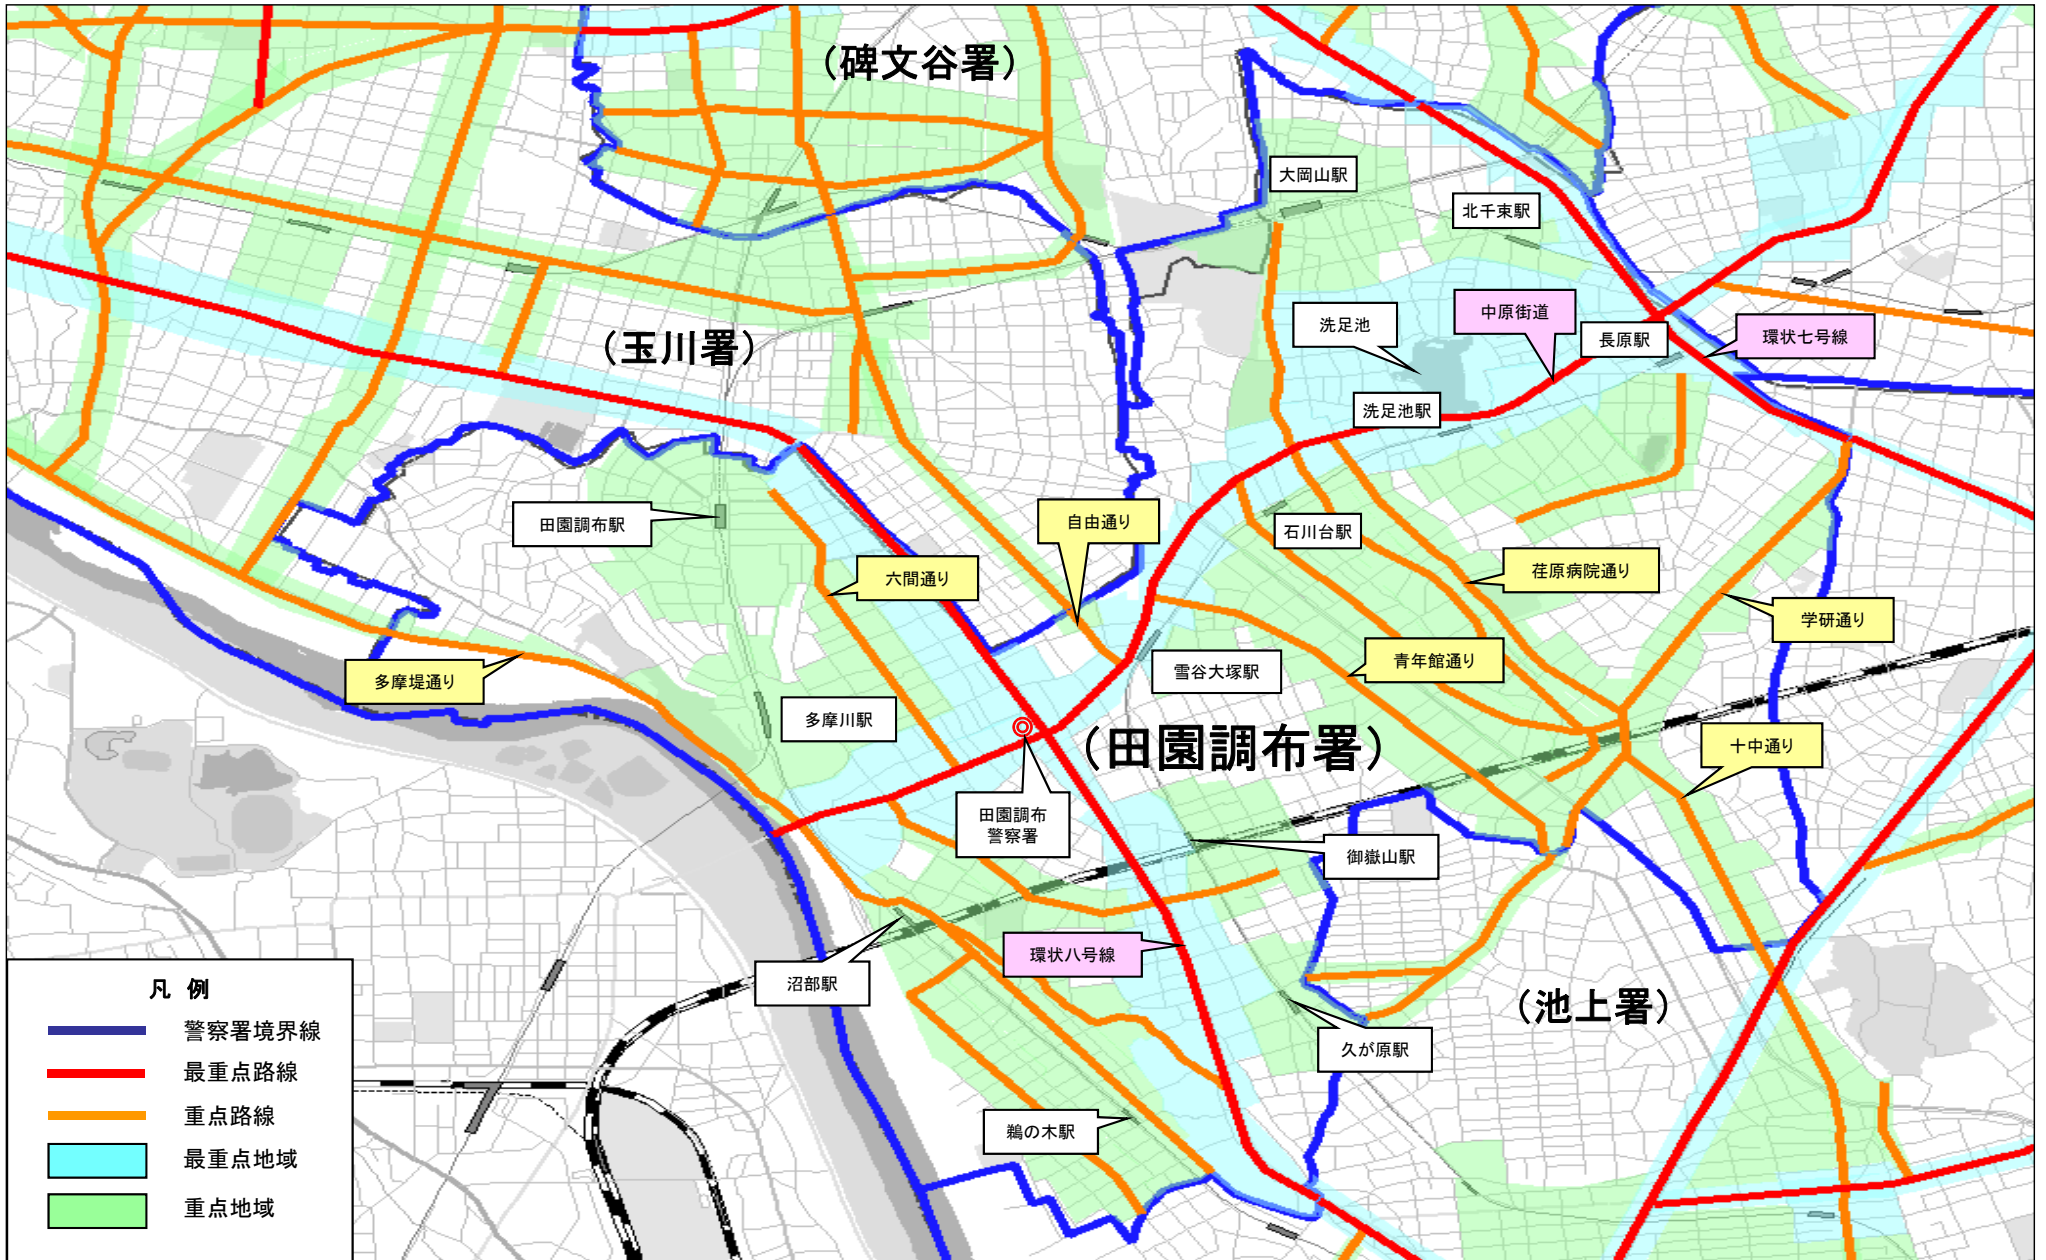 （碑文谷署）
大岡山駅
北千束駅
洗足池
中原街道
長原駅
環状七号線
（玉川署）
洗足池駅
田園調布駅
自由通り
石川台駅
六間通り
荏原病院通り
学研通り
多摩堤通り
雪谷大塚駅
青年館通り
多摩川駅
（田園調布署）
十中通り
田園調布
警察署
御嶽山駅
環状八号線
沼部駅
（池上署）
久が原駅
鵜の木駅
凡 例
警察署境界線
最重点路線
重点路線
最重点地域
重点地域